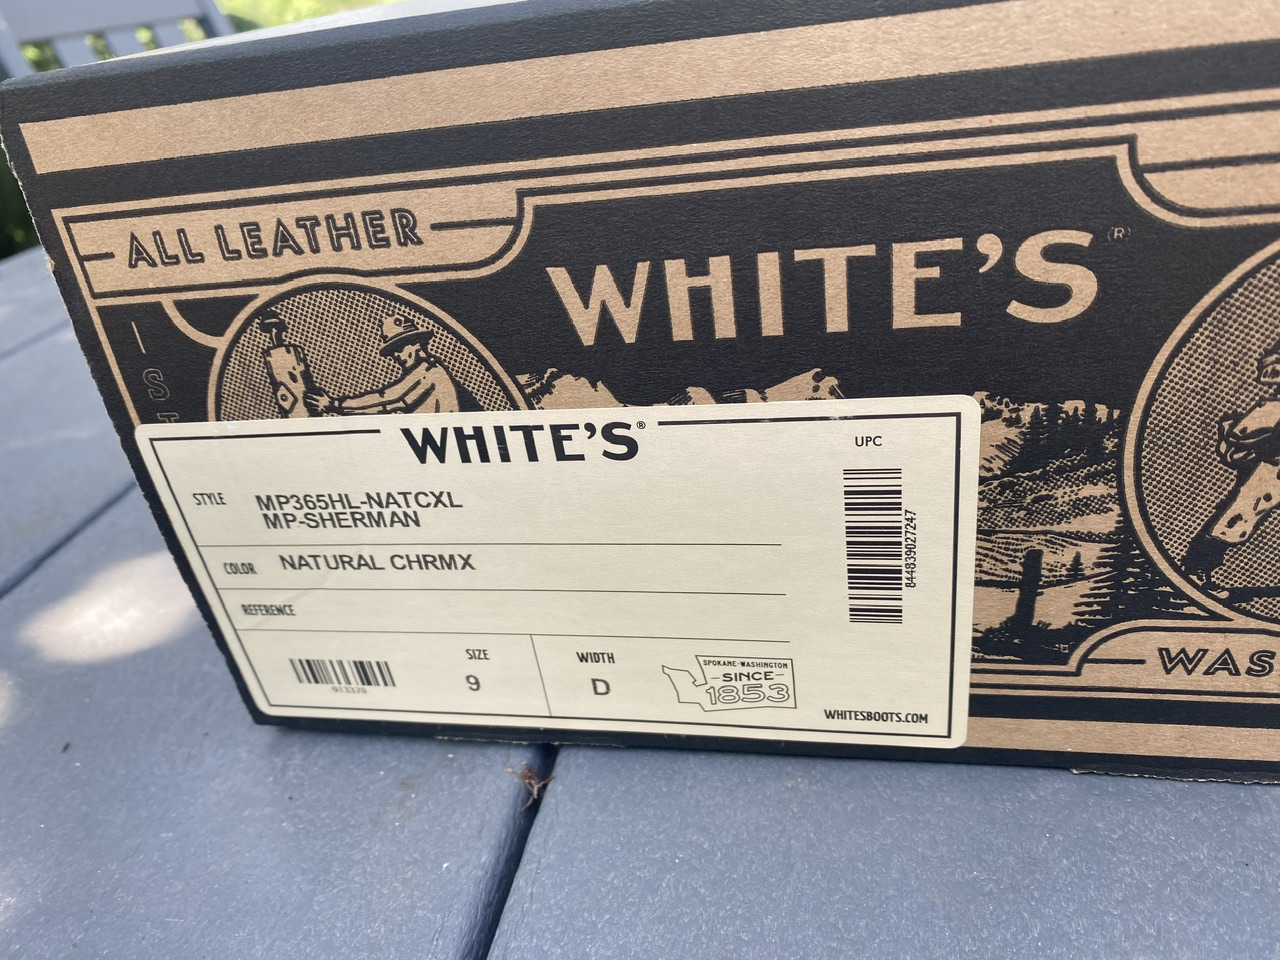 ALL LEATHER
WHITE'S®
WHITE'S®
UPC
STYLE MP365HL-NATCXL
MP-SHERMAN
COLOR NATURAL CHRMX
844839027247
REFERENCE
SIZE
WIDTH
9
D
SPOKANE-WASHINGTON
SINCE
1853
WHITESBOOTS.COM